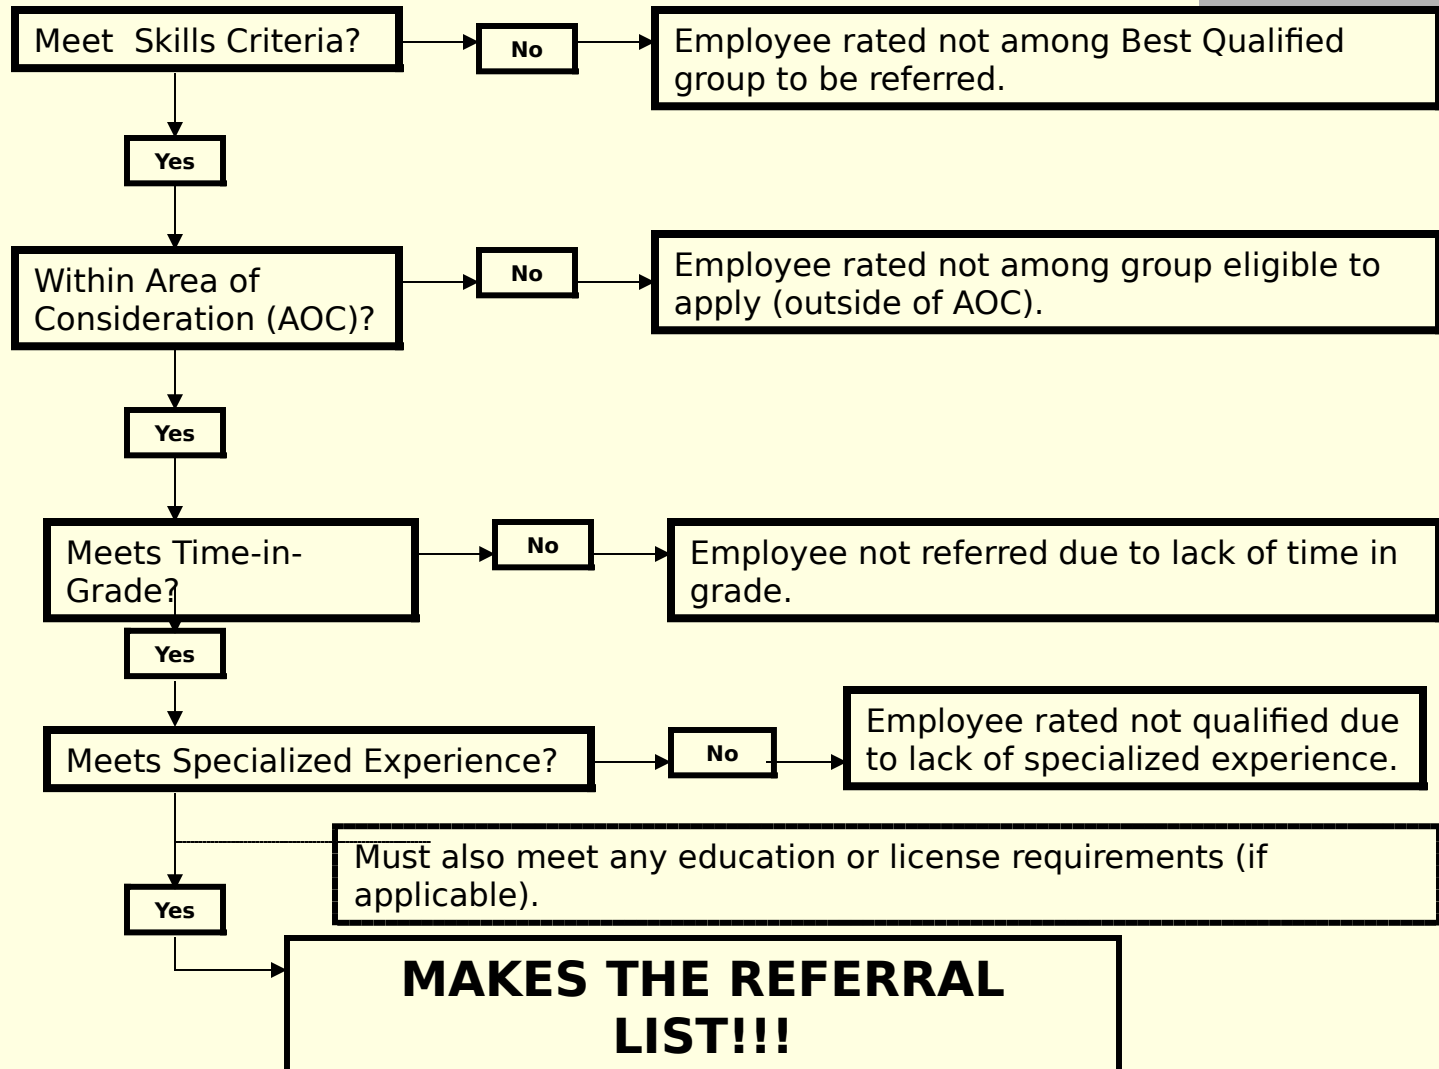 Meet  Skills Criteria?
No
Employee rated not among Best Qualified
group to be referred.
Yes
Within Area of
Consideration (AOC)?
No
Employee rated not among group eligible to
apply (outside of AOC).
Yes
Meets Time-in-
Grade?
No
Employee not referred due to lack of time in
grade.
Yes
Meets Specialized Experience?
No
Employee rated not qualified due
to lack of specialized experience.
Must also meet any education or license requirements (if
applicable).
Yes
MAKES THE REFERRAL
LIST!!!